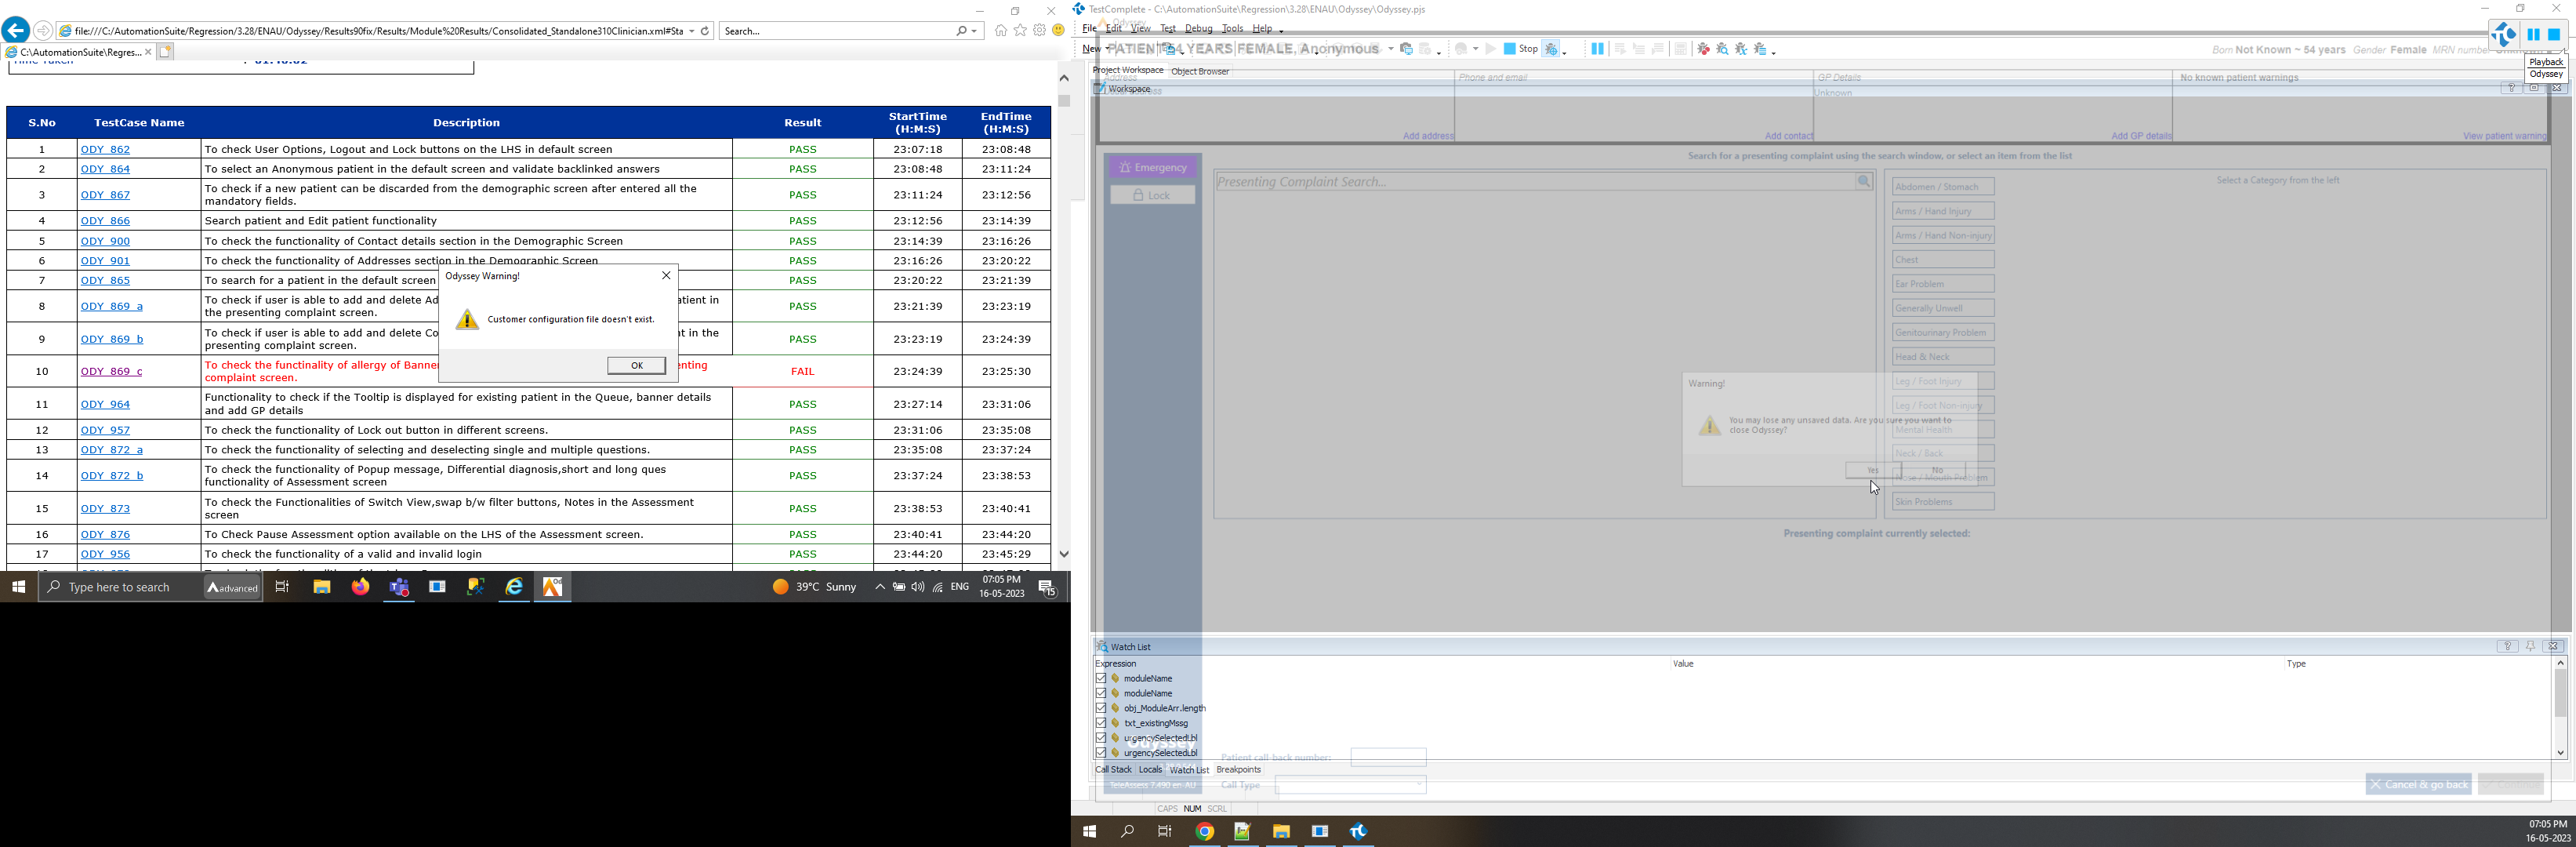 file:///C:/AutomationSuite/Regression/3.28/ENAU/Odyssey/Results90fix/Results/Module%20Results/Consolidated_Standalone310Clinician.xml#Sta
Search...
C:\AutomationSuite\Regres...
Time Taken : 01:40:02
S.No TestCase Name Description Result StartTime (H:M:S) EndTime (H:M:S)
1 ODY_862 To check User Options, Logout and Lock buttons on the LHS in default screen PASS 23:07:18 23:08:48
2 ODY_864 To select an Anonymous patient in the default screen and validate backlinked answers PASS 23:08:48 23:11:24
3 ODY_867 To check if a new patient can be discarded from the demographic screen after entered all the
mandatory fields. PASS 23:11:24 23:12:56
4 ODY_866 Search patient and Edit patient functionality PASS 23:12:56 23:14:39
5 ODY_900 To check the functionality of Contact details section in the Demographic Screen PASS 23:14:39 23:16:26
6 ODY_901 To check the functionality of Addresses section in the Demographic Screen PASS 23:16:26 23:20:22
7 ODY_865 To search for a patient in the default screen PASS 23:20:22 23:21:39
8 ODY_869_a To check if user is able to add and delete Ad atient in
the presenting complaint screen. PASS 23:21:39 23:23:19
9 ODY_869_b To check if user is able to add and delete Co nt in the
presenting complaint screen. PASS 23:23:19 23:24:39
10 ODY_869_c To check the functinality of allergy of Banner enting
complaint screen. FAIL 23:24:39 23:25:30
11 ODY_964 Functionality to check if the Tooltip is displayed for existing patient in the Queue, banner details
and add GP details PASS 23:27:14 23:31:06
12 ODY_957 To check the functionality of Lock out button in different screens. PASS 23:31:06 23:35:08
13 ODY_872_a To check the functionality of selecting and deselecting single and multiple questions. PASS 23:35:08 23:37:24
14 ODY_872_b To check the functionality of Popup message, Differential diagnosis,short and long ques
functionality of Assessment screen PASS 23:37:24 23:38:53
15 ODY_873 To check the Functionalities of Switch View,swap b/w filter buttons, Notes in the Assessment
screen PASS 23:38:53 23:40:41
16 ODY_876 To Check Pause Assessment option available on the LHS of the Assessment screen. PASS 23:40:41 23:44:20
17 ODY_956 To check the functionality of a valid and invalid login PASS 23:44:20 23:45:29
Odyssey Warning!
Customer configuration file doesn't exist.
OK
Type here to search
advanced
39°C Sunny
ENG
07:05 PM
16-05-2023
15
TestComplete - C:\AutomationSuite\Regression\3.28\ENAU\Odyssey\Odyssey.pjs
Odyssey
File Edit View Test Debug Tools Help
New
Stop
PATIENT 54 YEARS FEMALE, Anonymous
Born Not Known ~ 54 years Gender Female MRN number
Playback
Odyssey
Project Workspace Object Browser
Address Phone and email GP Details No known patient warnings
Workspace
Unknown
Add address Add contact Add GP details View patient warning
Search for a presenting complaint using the search window, or select an item from the list
Emergency
Lock
Presenting Complaint Search...
Select a Category from the left
Abdomen / Stomach
Arms / Hand Injury
Arms / Hand Non-injury
Chest
Ear Problem
Generally Unwell
Genitourinary Problem
Head & Neck
Leg / Foot Injury
Leg / Foot Non-injury
Mental Health
Neck / Back
Nose / Mouth Problem
Skin Problems
Warning!
You may lose any unsaved data. Are you sure you want to
close Odyssey?
Yes No
Presenting complaint currently selected:
Watch List
Expression Value Type
moduleName
moduleName
obj_ModuleArr.length
txt_existingMssg
urgencySelectedLbl
urgencySelectedLbl
Odyssey
Patient call-back number:
Call Stack Locals Watch List Breakpoints
TeleAssess 7.490 en-AU
Call Type
Cancel & go back
CAPS NUM SCRL
07:05 PM
16-05-2023